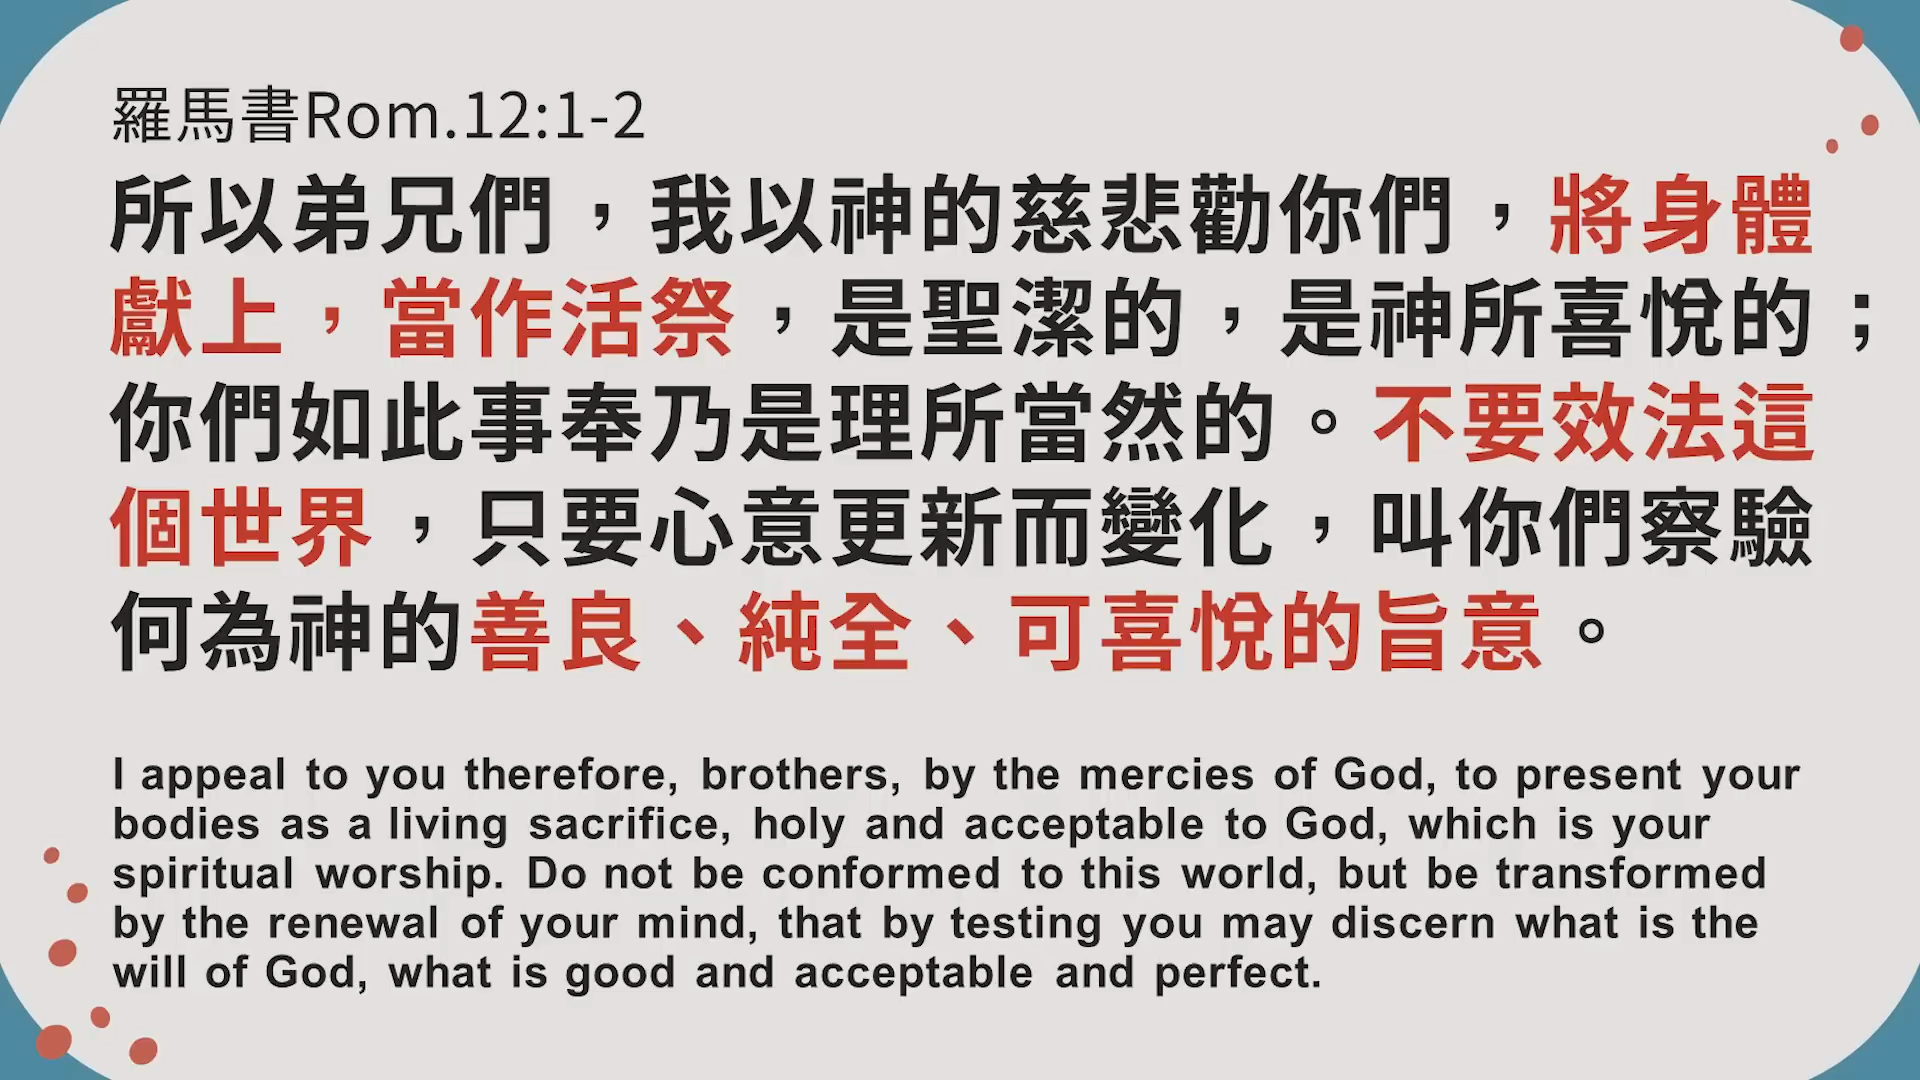 羅馬書Rom.12:1-2
所以弟兄們，我以神的慈悲勸你們，將身體
獻上，當作活祭，是聖潔的，是神所喜悅的；
你們如此事奉乃是理所當然的。不要效法這
個世界，只要心意更新而變化，叫你們察驗
何為神的善良、純全、可喜悅的旨意。
I appeal to you therefore, brothers, by the mercies of God, to present your
bodies as a living sacrifice, holy and acceptable to God, which is your
spiritual worship. Do not be conformed to this world, but be transformed
by the renewal of your mind, that by testing you may discern what is the
will of God, what is good and acceptable and perfect.